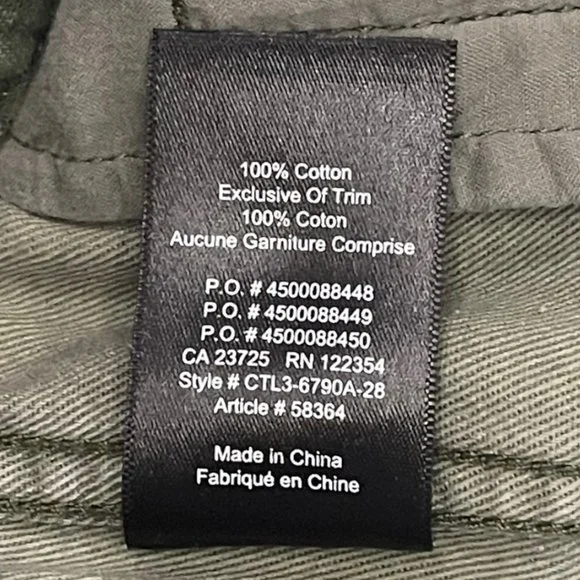 100% Cotton
Exclusive Of Trim
100% Coton
Aucune Garniture Comprise
P.O. # 4500088448
P.O. # 4500088449
P.O. # 4500088450
CA 23725 RN 122354
Style # CTL3-6790A-28
Article # 58364
Made in China
Fabriqué en Chine